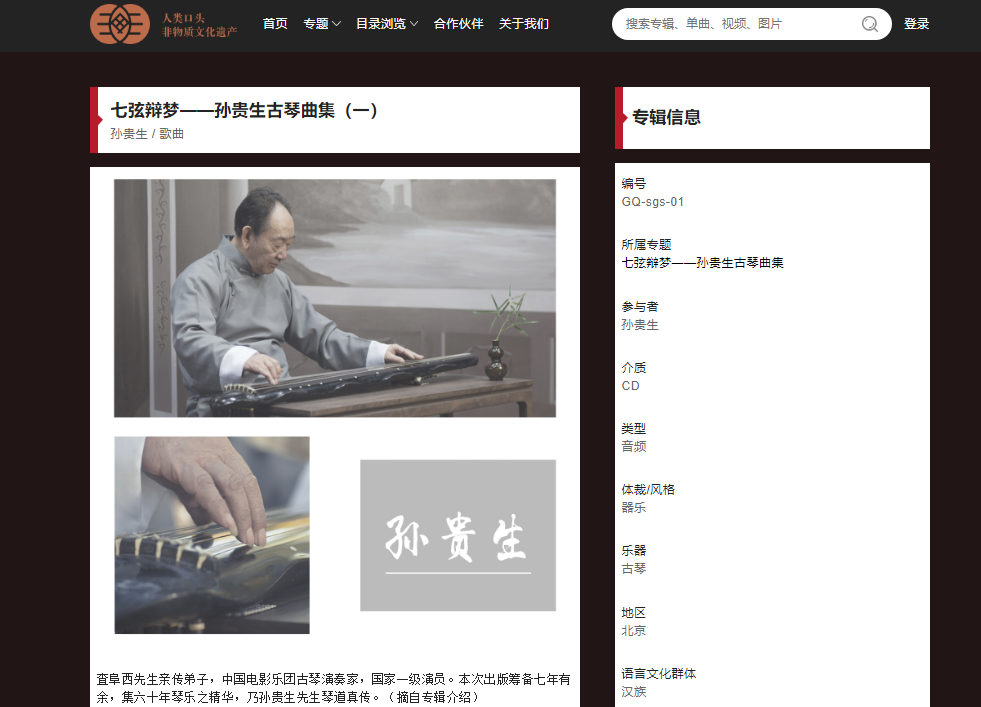 人类口头
非物质文化遗产
首页 专题 目录浏览 合作伙伴 关于我们
搜索专辑、单曲、视频、图片
登录
七弦辩梦——孙贵生古琴曲集（一）
孙贵生 / 歌曲
孙贵生
查阜西先生亲传弟子，中国电影乐团古琴演奏家，国家一级演员。本次出版筹备七年有
余，集六十年琴乐之精华，乃孙贵生先生琴道真传。（摘自专辑介绍）
专辑信息
编号
GQ-sgs-01
所属专题
七弦辩梦——孙贵生古琴曲集
参与者
孙贵生
介质
CD
类型
音频
体裁/风格
器乐
乐器
古琴
地区
北京
语言文化群体
汉族